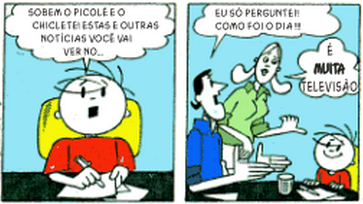 SOBEM O PICOLÉ E O
CHICLETE! ESTAS E OUTRAS
NOTÍCIAS VOCÊ VAI
VER NO...
EU SÓ PERGUNTEI!
COMO FOI O DIA!!!
É
MUITA
TELEVISÃO